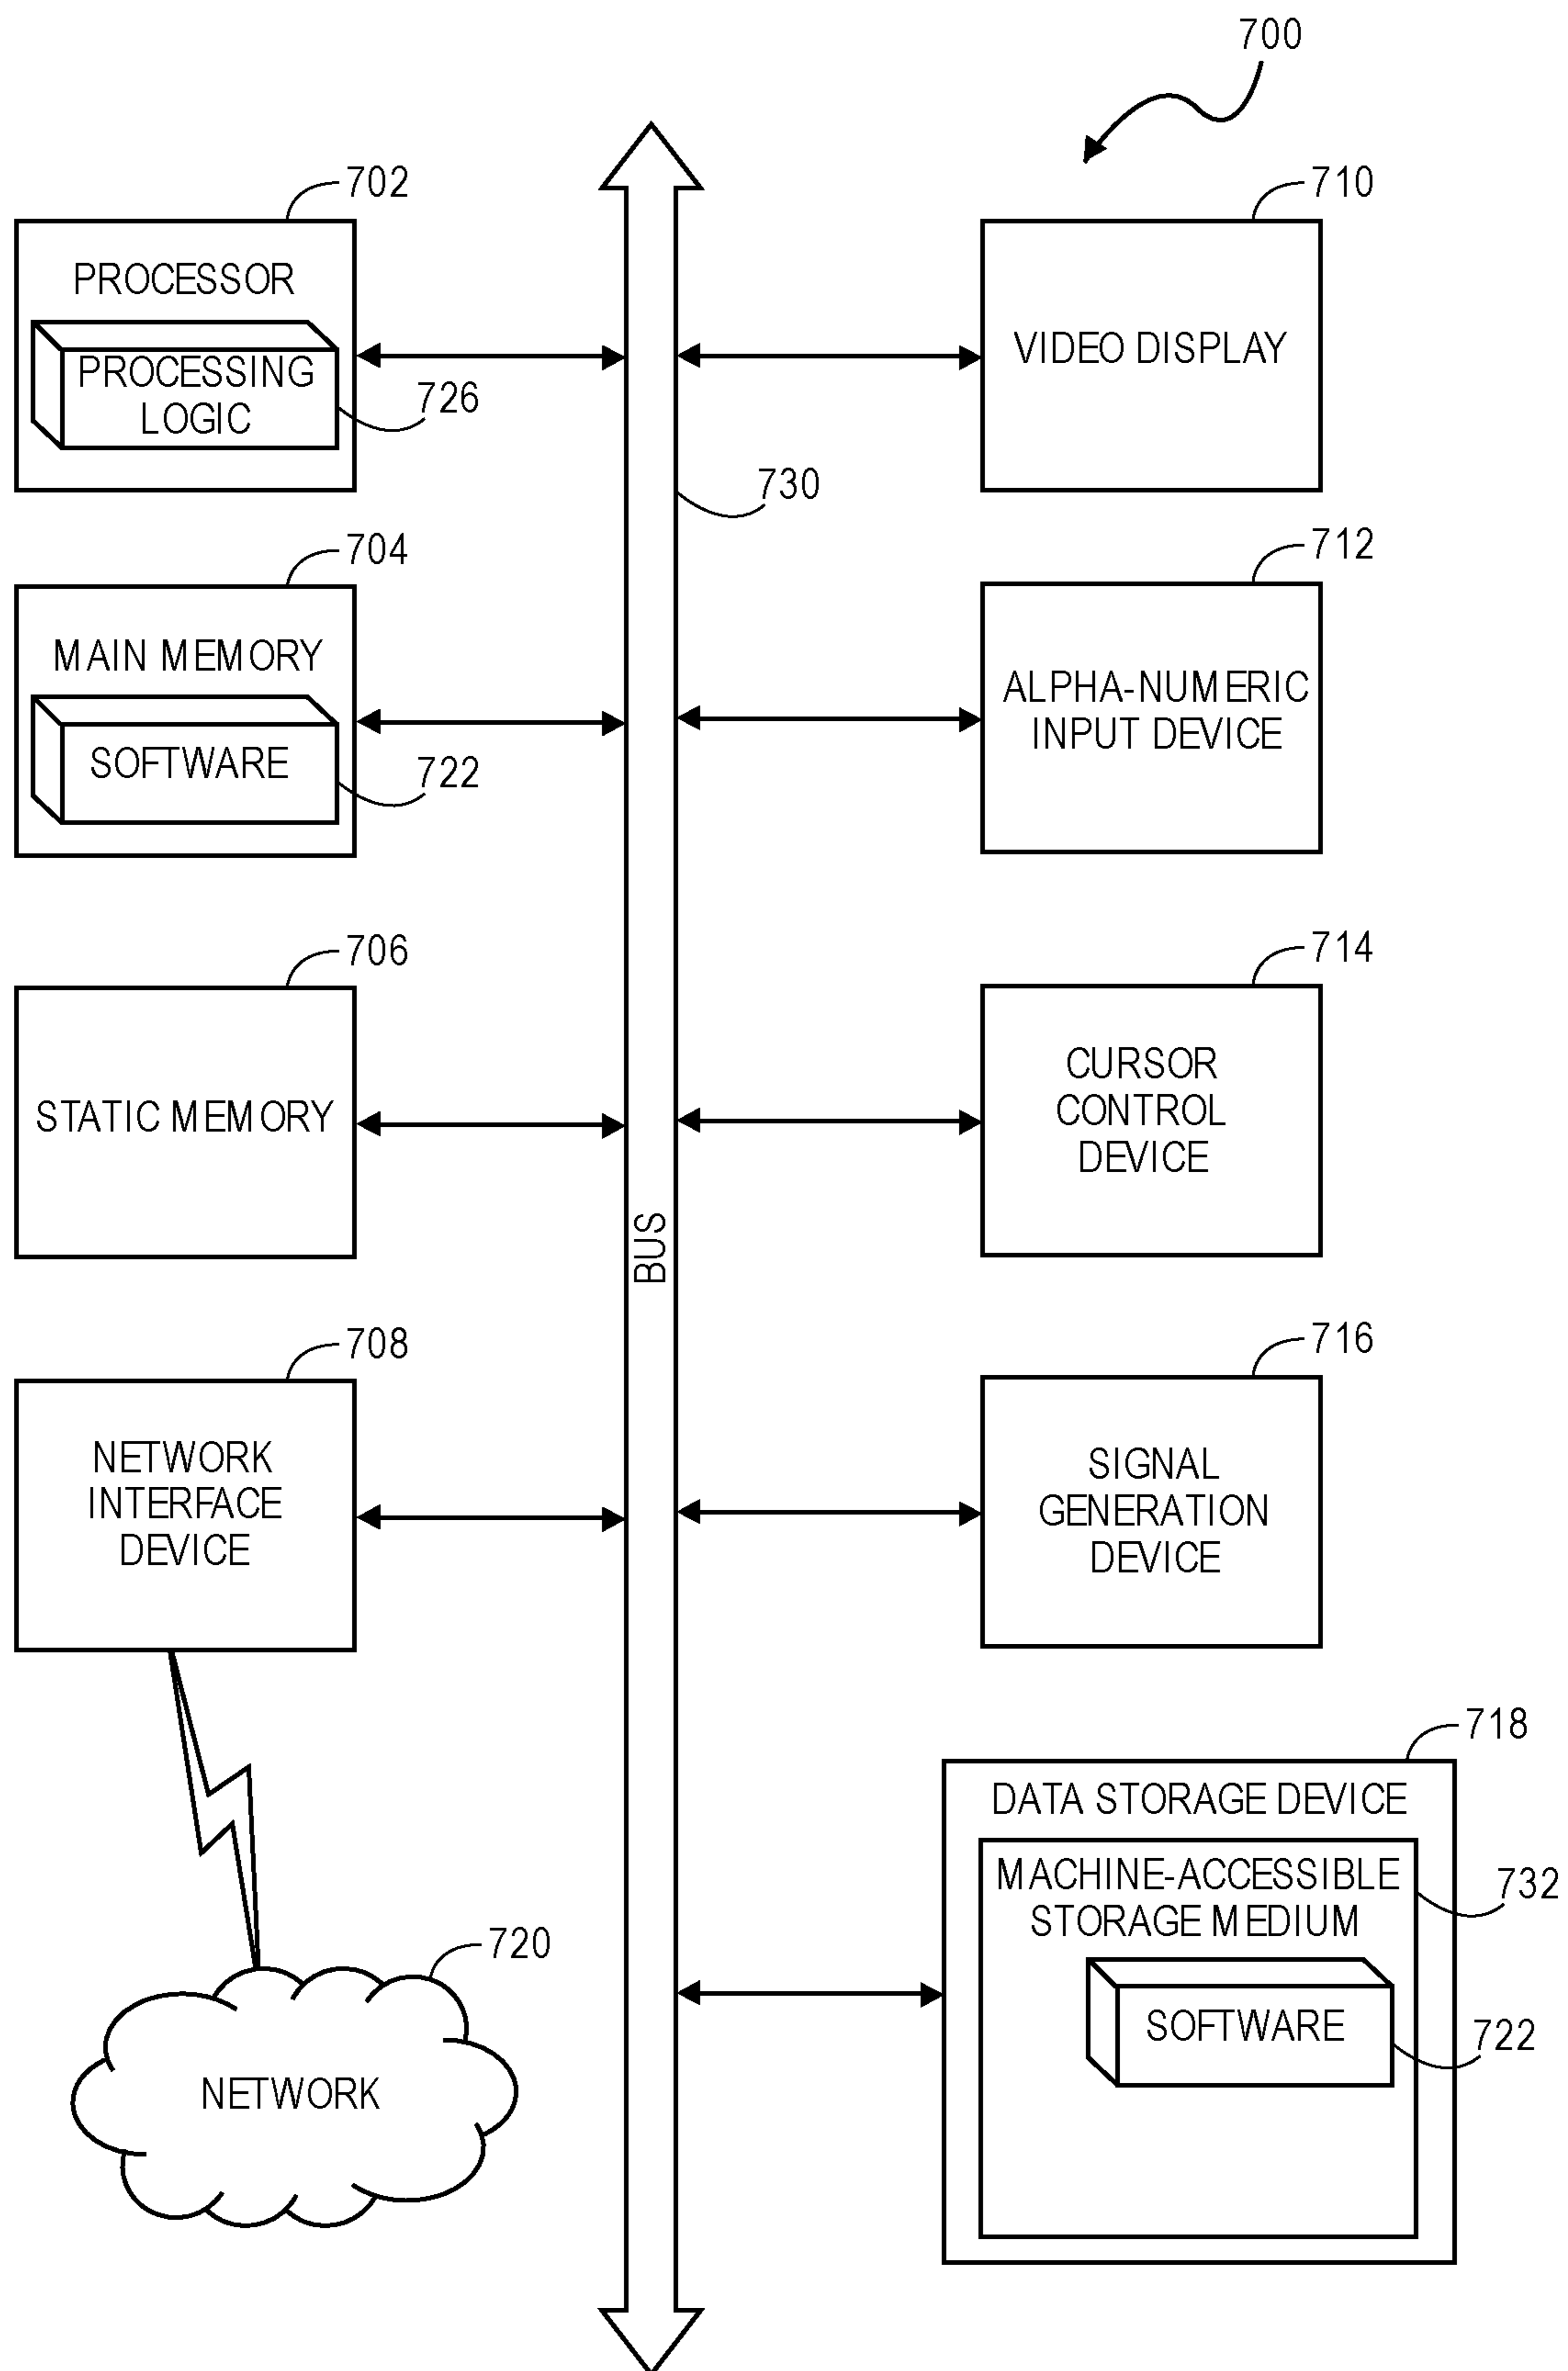 700
702
PROCESSOR
PROCESSING
LOGIC
726
704
MAIN MEMORY
SOFTWARE
722
706
STATIC MEMORY
708
NETWORK
INTERFACE
DEVICE
720
NETWORK
730
BUS
710
VIDEO DISPLAY
712
ALPHA-NUMERIC
INPUT DEVICE
714
CURSOR
CONTROL
DEVICE
716
SIGNAL
GENERATION
DEVICE
718
DATA STORAGE DEVICE
MACHINE-ACCESSIBLE
STORAGE MEDIUM
732
SOFTWARE
722